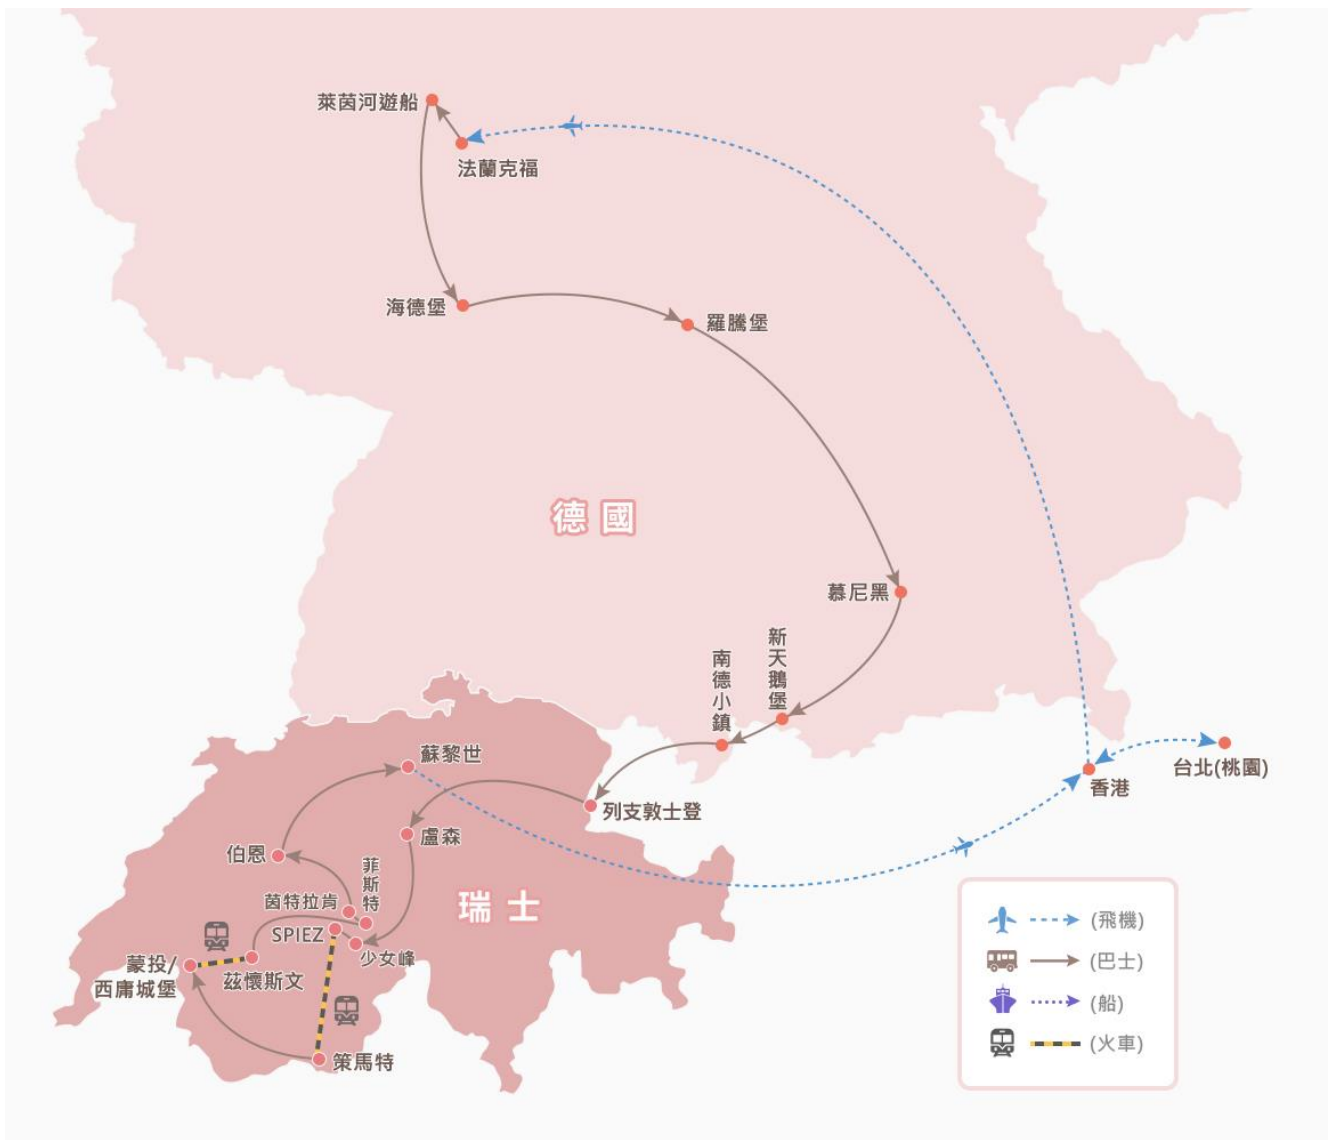 萊茵河遊船
法蘭克福
海德堡
羅騰堡
德國
慕尼黑
新天鵝堡
南德小鎮
蘇黎世
台北(桃園)
香港
列支敦士登
盧森
伯恩
菲斯特
茵特拉肯
瑞士
SPIEZ
少女峰
蒙投/
西庸城堡
茲懷斯文
策馬特
(飛機)
(巴士)
(船)
(火車)